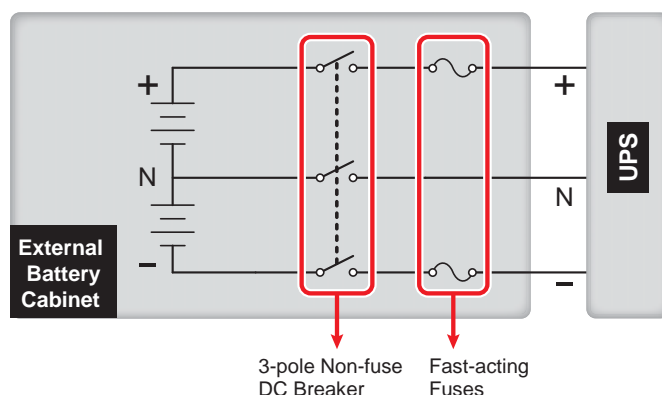 +
+
N
N
UPS
–
–
External
Battery
Cabinet
3-pole Non-fuse
DC Breaker
Fast-acting
Fuses